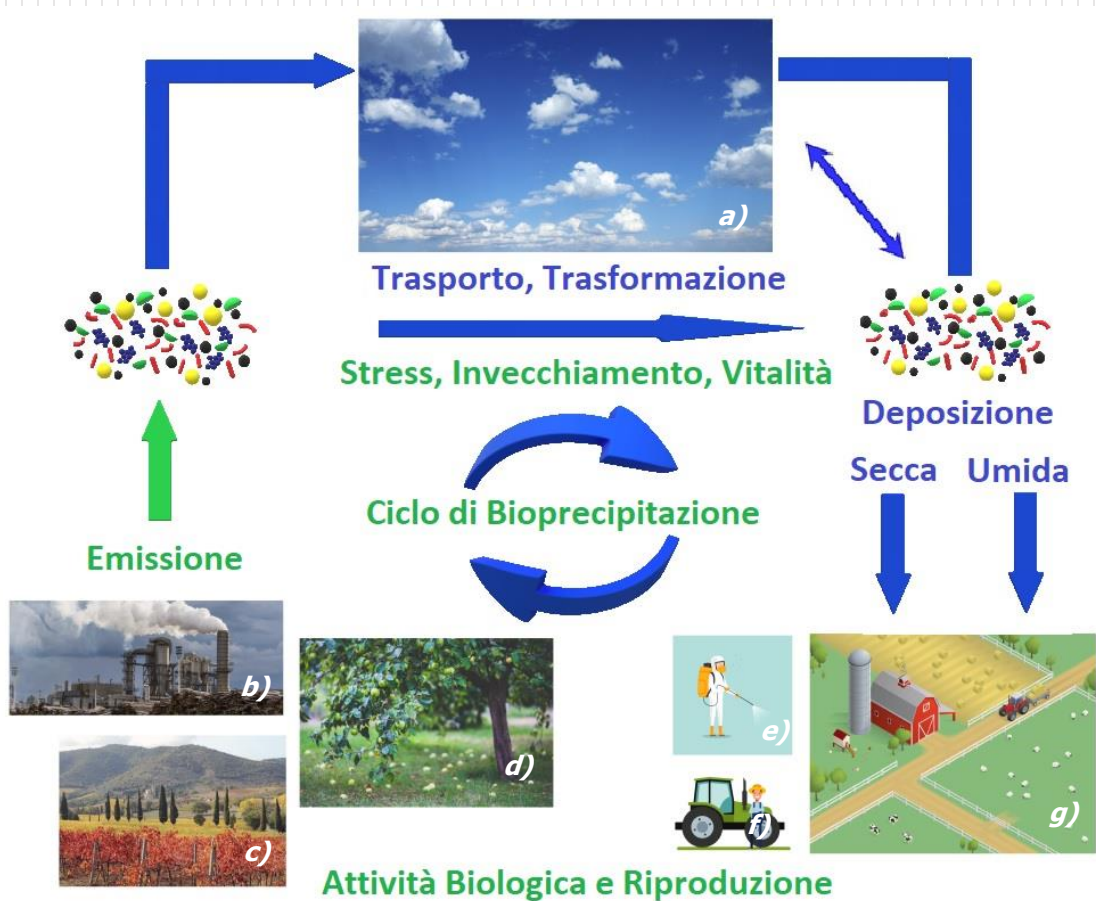 a)
Trasporto, Trasformazione
Stress, Invecchiamento, Vitalità
Deposizione
Secca Umida
Ciclo di Bioprecipitazione
Emissione
b)
c)
d)
e)
f)
g)
Attività Biologica e Riproduzione